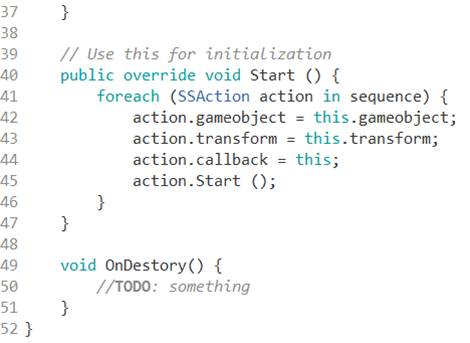 37     }
38
39     // Use this for initialization
40     public override void Start () {
41         foreach (SSAction action in sequence) {
42             action.gameobject = this.gameobject;
43             action.transform = this.transform;
44             action.callback = this;
45             action.Start ();
46         }
47     }
48
49     void OnDestory() {
50         //TODO: something
51     }
52 }